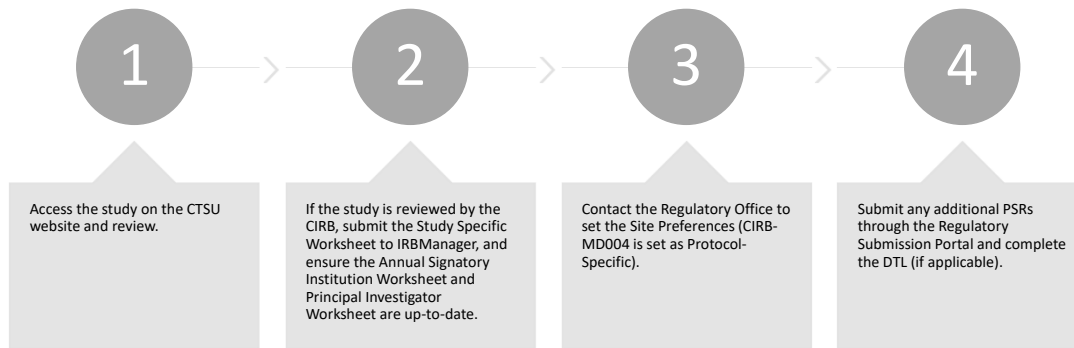 1
2
3
4
Access the study on the CTSU
website and review.
If the study is reviewed by the
CIRB, submit the Study Specific
Worksheet to IRBManager, and
ensure the Annual Signatory
Institution Worksheet and
Principal Investigator
Worksheet are up-to-date.
Contact the Regulatory Office to
set the Site Preferences (CIRB-
MD004 is set as Protocol-
Specific).
Submit any additional PSRs
through the Regulatory
Submission Portal and complete
the DTL (if applicable).